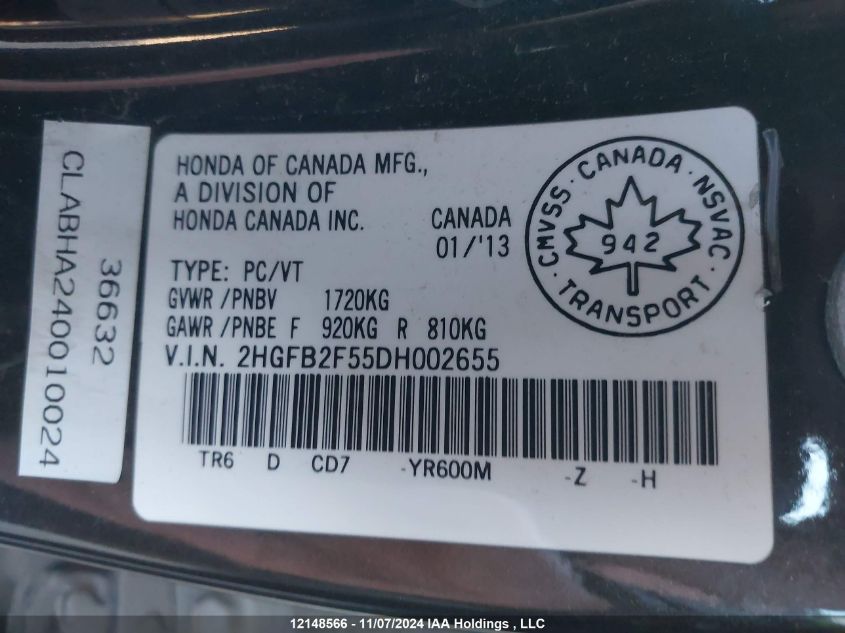 36632
CLABHA240010024
HONDA OF CANADA MFG.,
A DIVISION OF
HONDA CANADA INC.
CANADA
01/'13
TYPE: PC/VT
GVWR/PNBV 1720KG
GAWR/PNBE F 920KG R 810KG
V.I.N. 2HGFB2F55DH002655
TR6 D CD7 -YR600M -Z -H
CMVSS · CANADA · NSVAC · TRANSPORT ·
942
12148566 - 11/07/2024 IAA Holdings , LLC